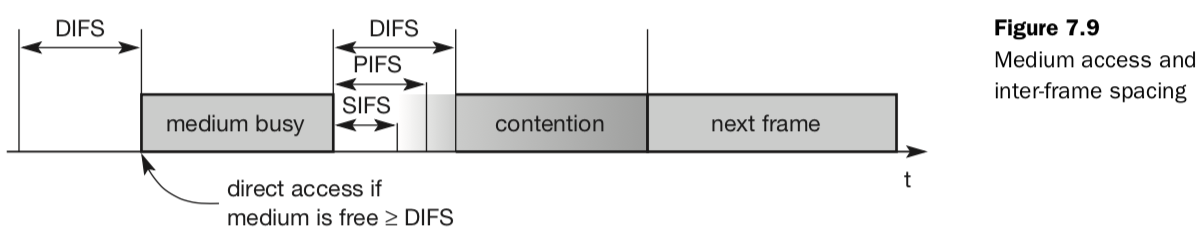 DIFS
DIFS
PIFS
SIFS
medium busy
contention
next frame
t
direct access if
medium is free ≥ DIFS
Figure 7.9
Medium access and
inter-frame spacing